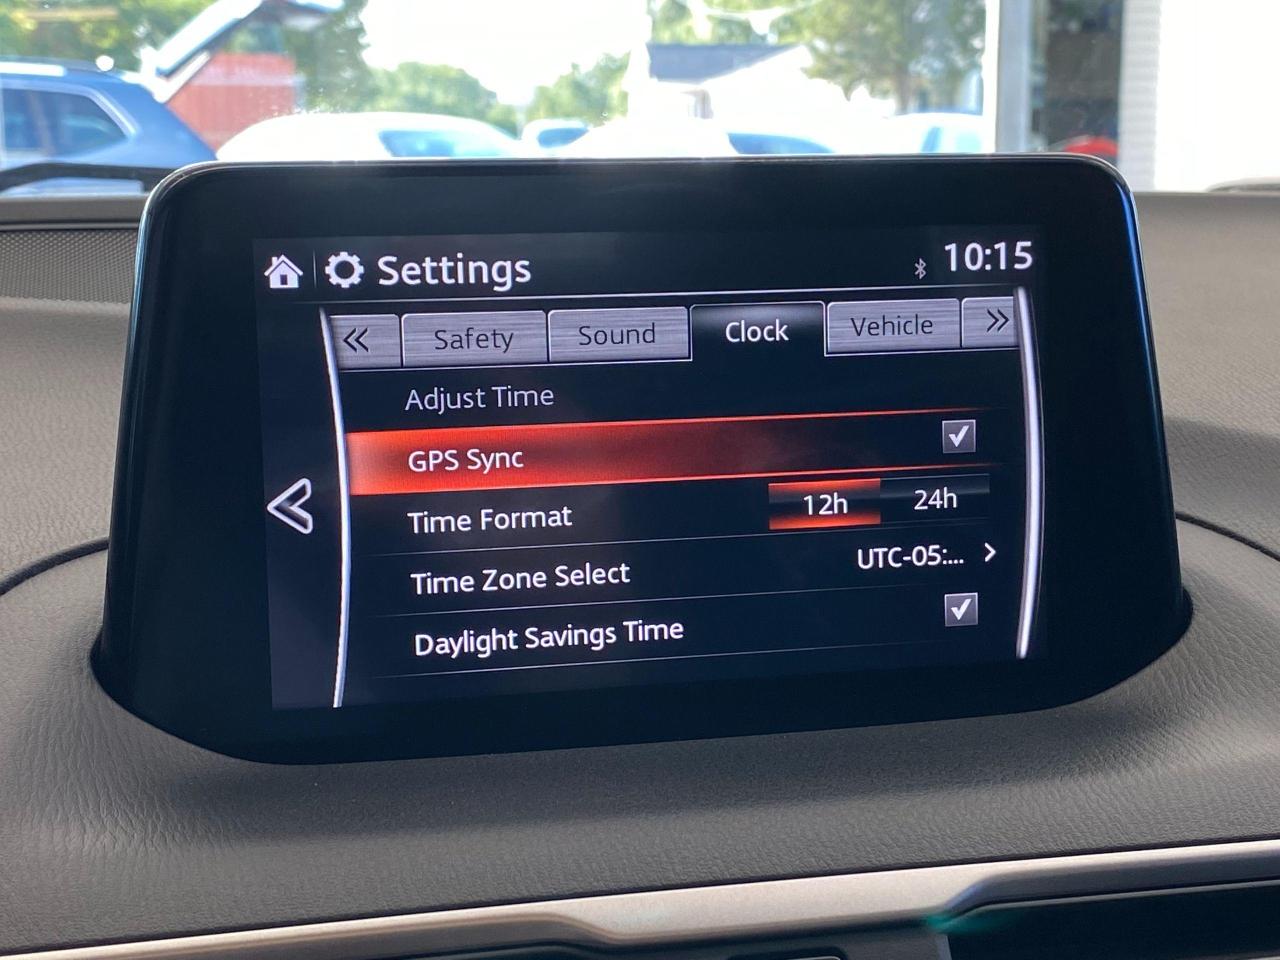 Settings 10:15
« Safety Sound Clock Vehicle »
Adjust Time
GPS Sync
Time Format 12h 24h
Time Zone Select UTC-05:... >
Daylight Savings Time